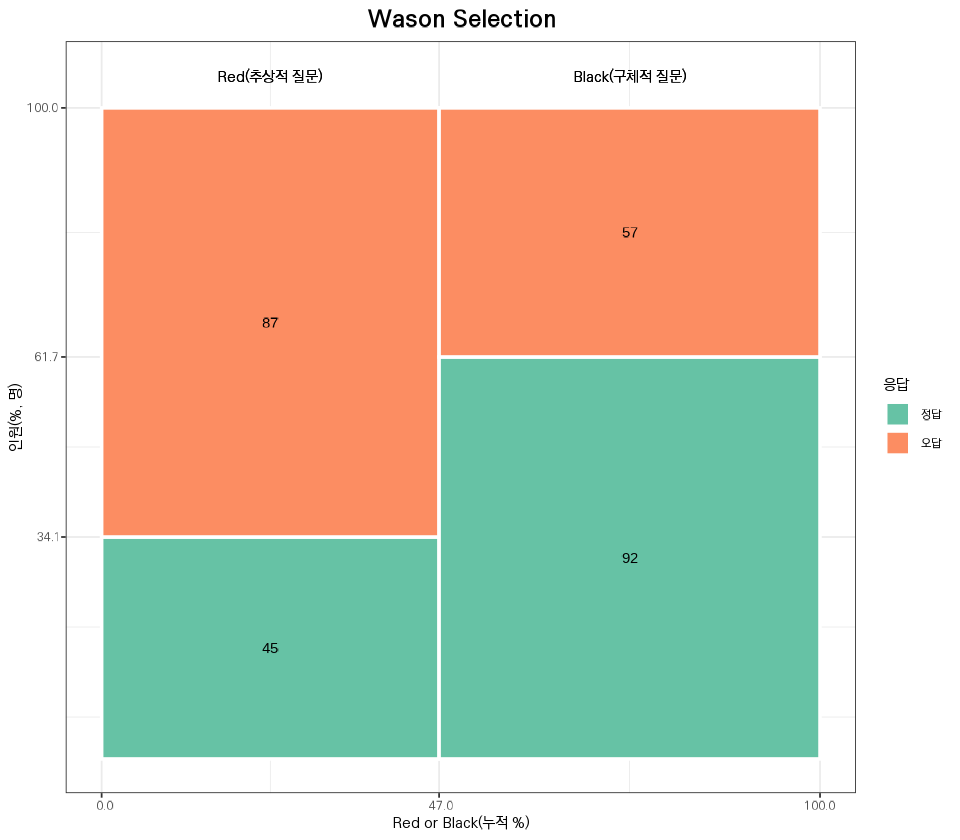 Wason Selection
Red(추상적 질문)
Black(구체적 질문)
100.0
61.7
34.1
인원(%, 명)
87
57
45
92
응답
정답
오답
0.0
47.0
100.0
Red or Black(누적 %)